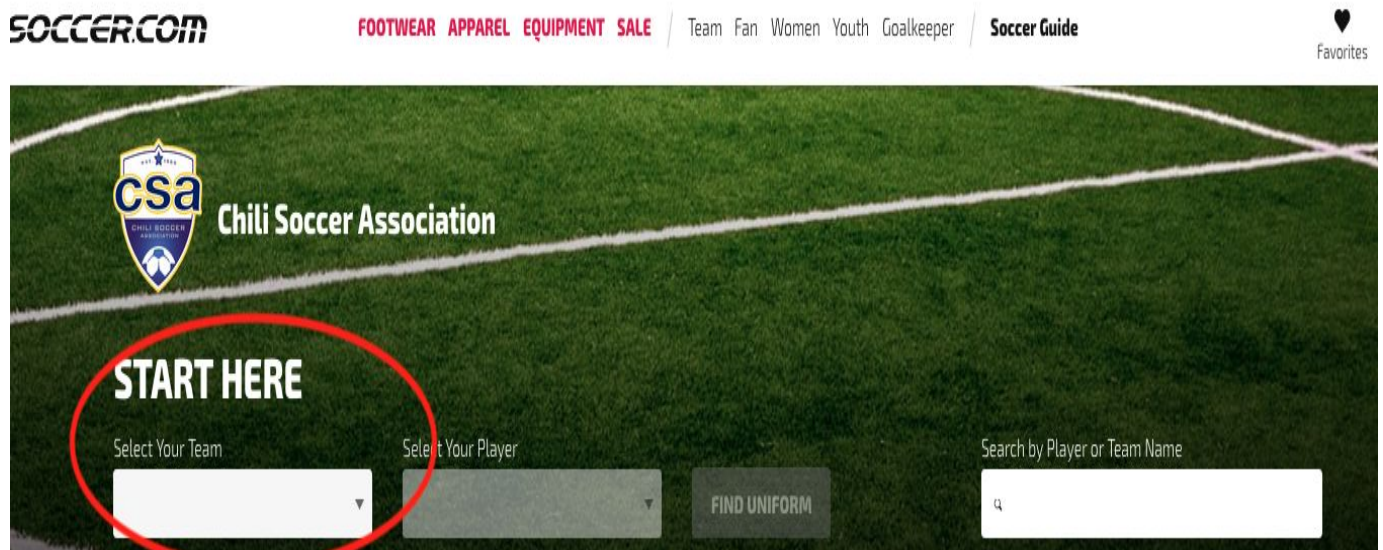 SOCCER.COM
FOOTWEAR APPAREL EQUIPMENT SALE Team Fan Women Youth Goalkeeper Soccer Guide
Favorites
csa
CHILI SOCCER
ASSOCIATION
Chili Soccer Association
START HERE
Select Your Team Select Your Player Search by Player or Team Name
FIND UNIFORM